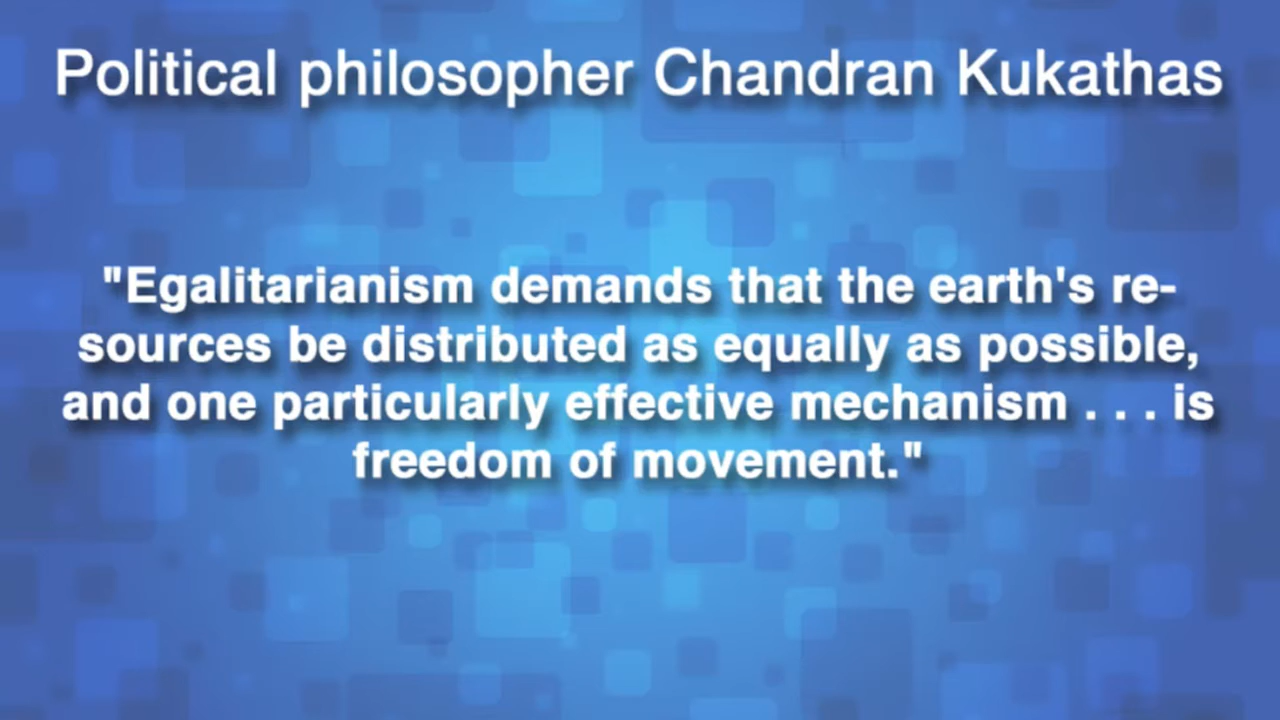 Political philosopher Chandran Kukathas
"Egalitarianism demands that the earth's re-
sources be distributed as equally as possible,
and one particularly effective mechanism . . . is
freedom of movement."